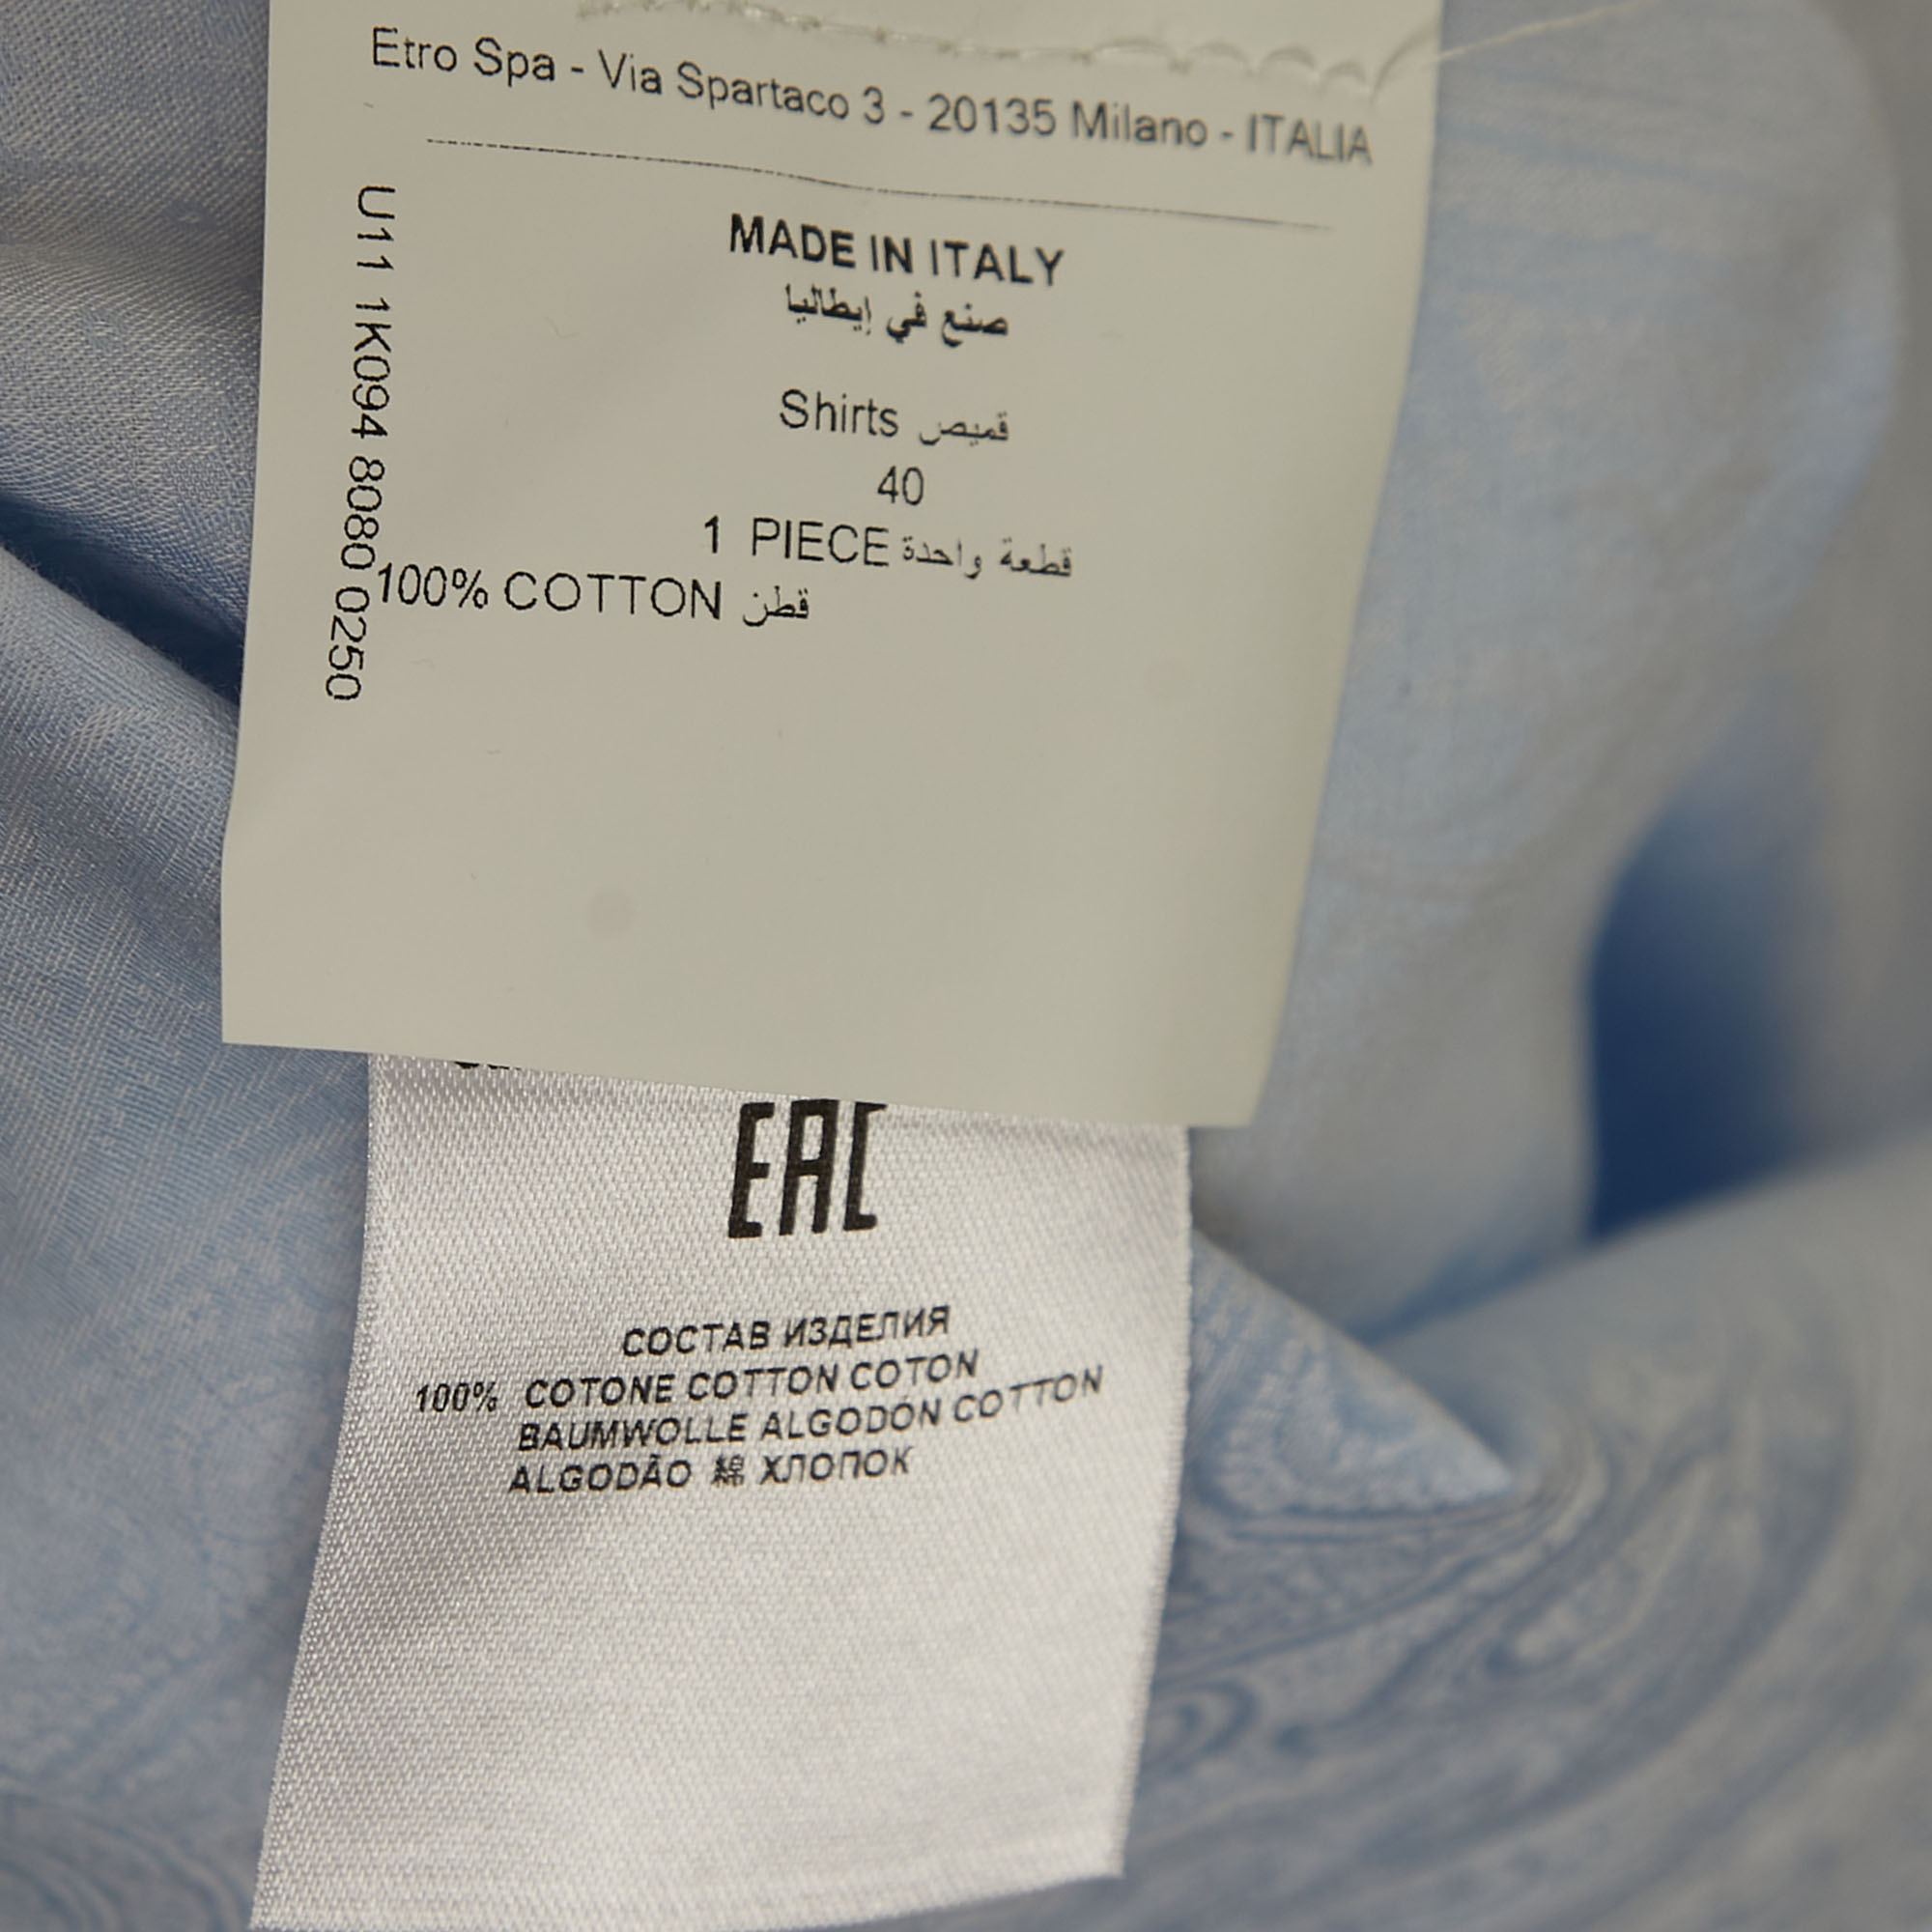 Etro Spa - Via Spartaco 3 - 20135 Milano - ITALIA
MADE IN ITALY
صنع في إيطاليا
Shirts قميص
40
1 PIECE قطعة واحدة
100% COTTON قطن
U11 1K094 8080 0250
EAC
СОСТАВ ИЗДЕЛИЯ
100% COTONE COTTON COTON
BAUMWOLLE ALGODÓN COTTON
ALGODÃO 綿 ХЛОПОК